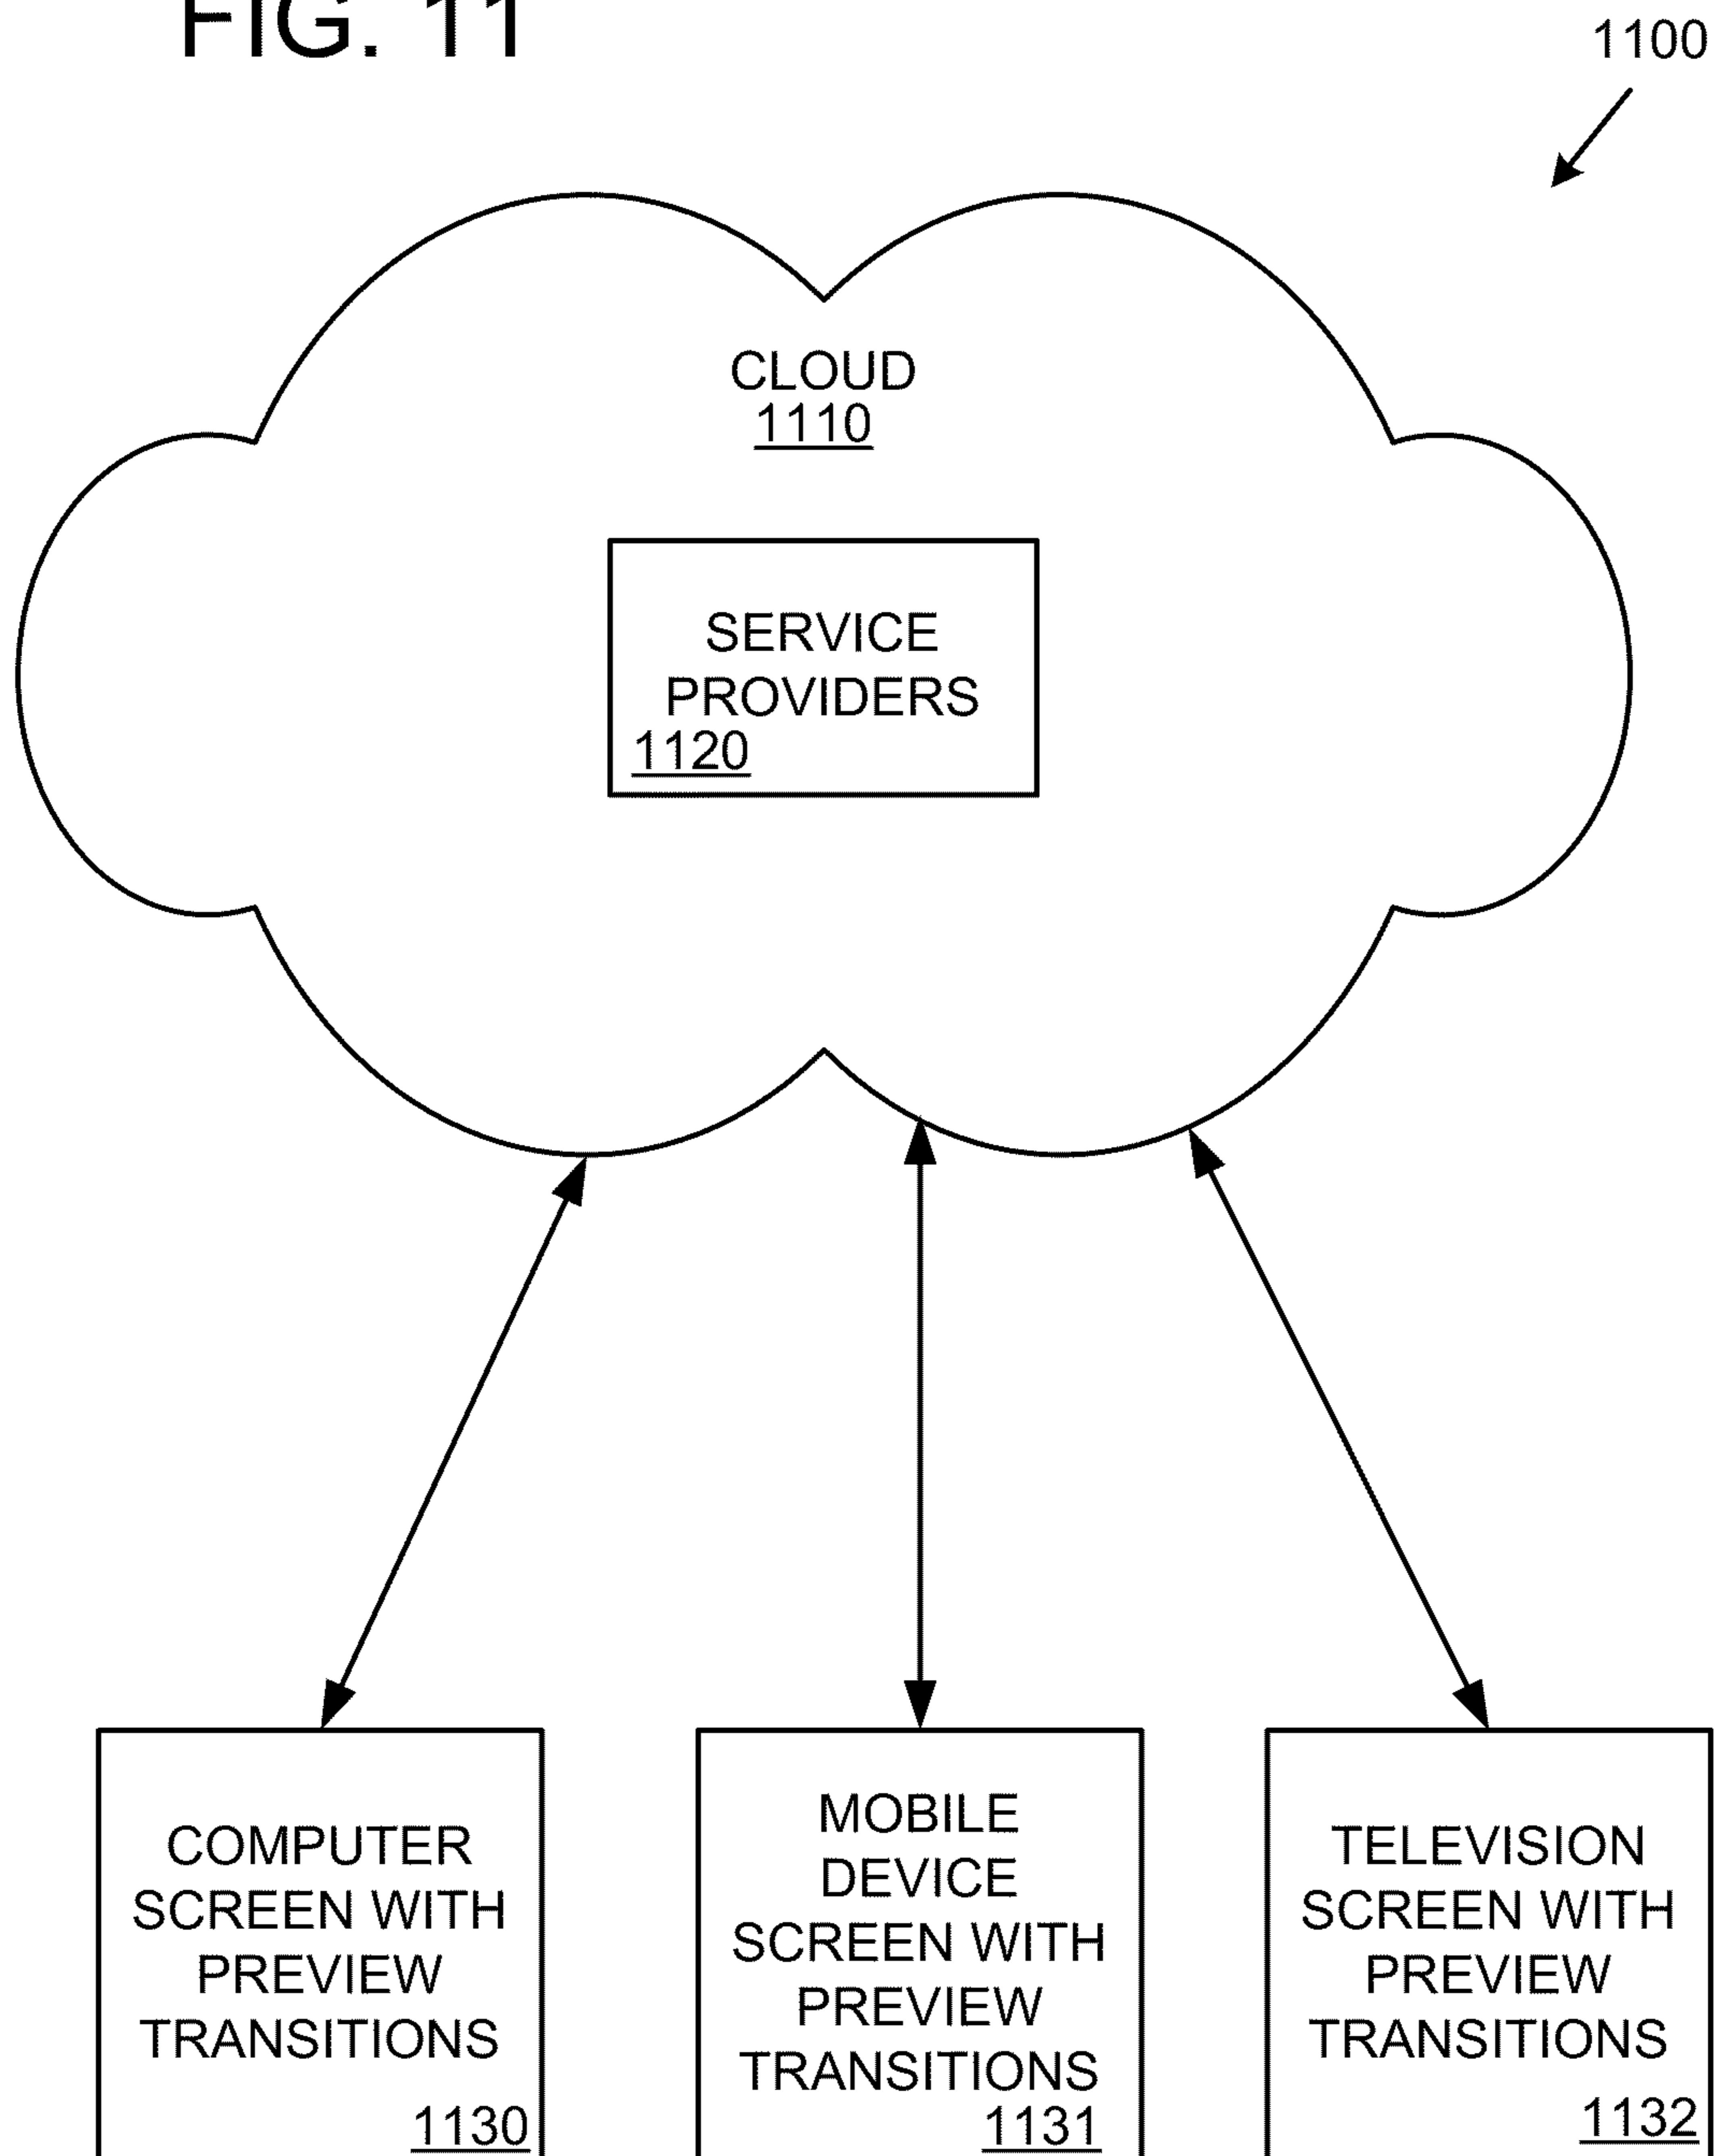 FIG. 11
1100
CLOUD
1110
SERVICE
PROVIDERS
1120
COMPUTER
SCREEN WITH
PREVIEW
TRANSITIONS
1130
MOBILE
DEVICE
SCREEN WITH
PREVIEW
TRANSITIONS
1131
TELEVISION
SCREEN WITH
PREVIEW
TRANSITIONS
1132